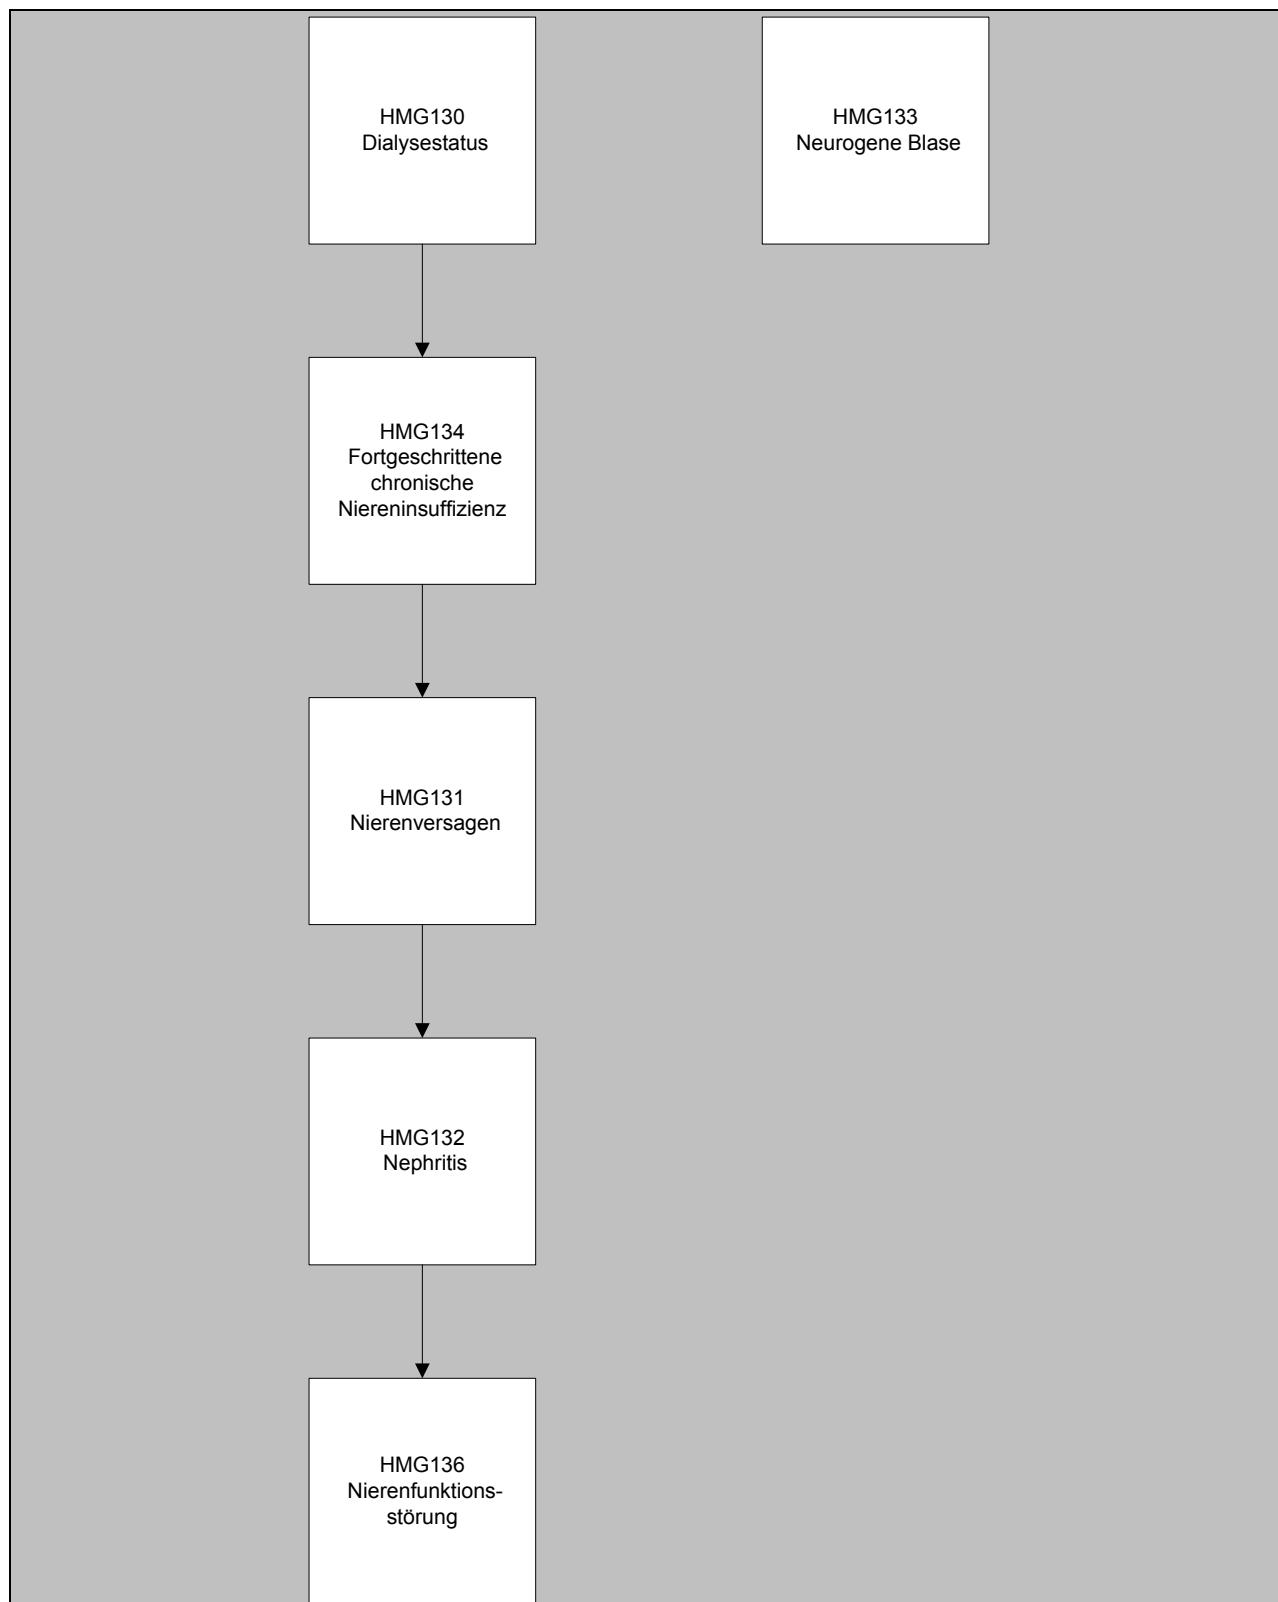 HMG130
Dialysestatus
HMG133
Neurogene Blase
HMG134
Fortgeschrittene
chronische
Niereninsuffizienz
HMG131
Nierenversagen
HMG132
Nephritis
HMG136
Nierenfunktions-
störung